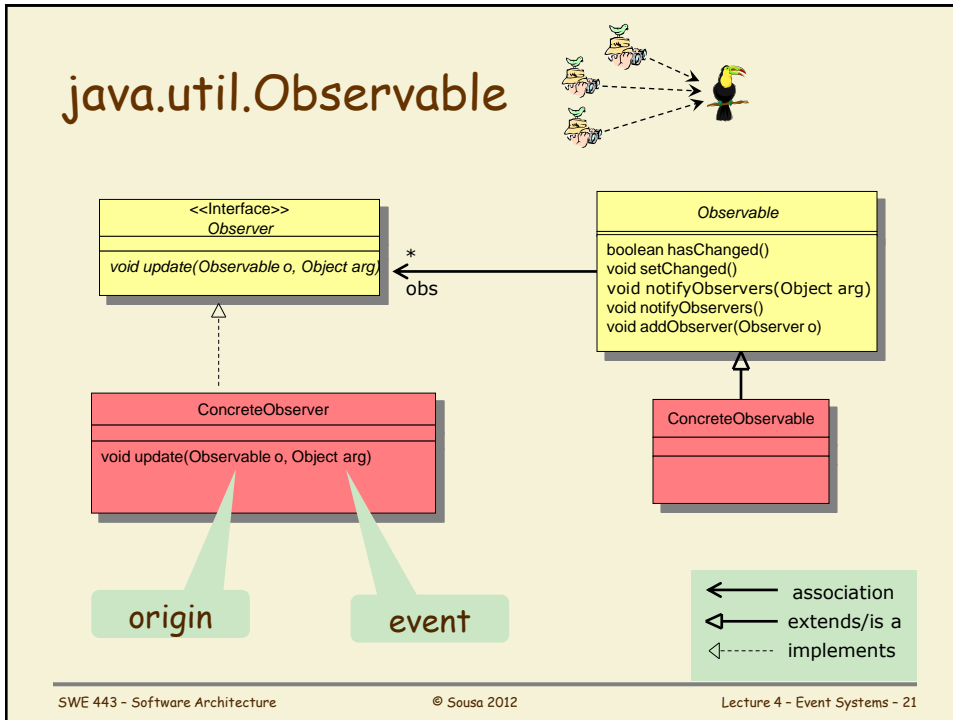 java.util.Observable
<<Interface>>
Observer
void update(Observable o, Object arg)
*
obs
Observable
boolean hasChanged()
void setChanged()
void notifyObservers(Object arg)
void notifyObservers()
void addObserver(Observer o)
ConcreteObserver
void update(Observable o, Object arg)
ConcreteObservable
origin
event
association
extends/is a
implements
SWE 443 – Software Architecture
© Sousa 2012
Lecture 4 – Event Systems – 21